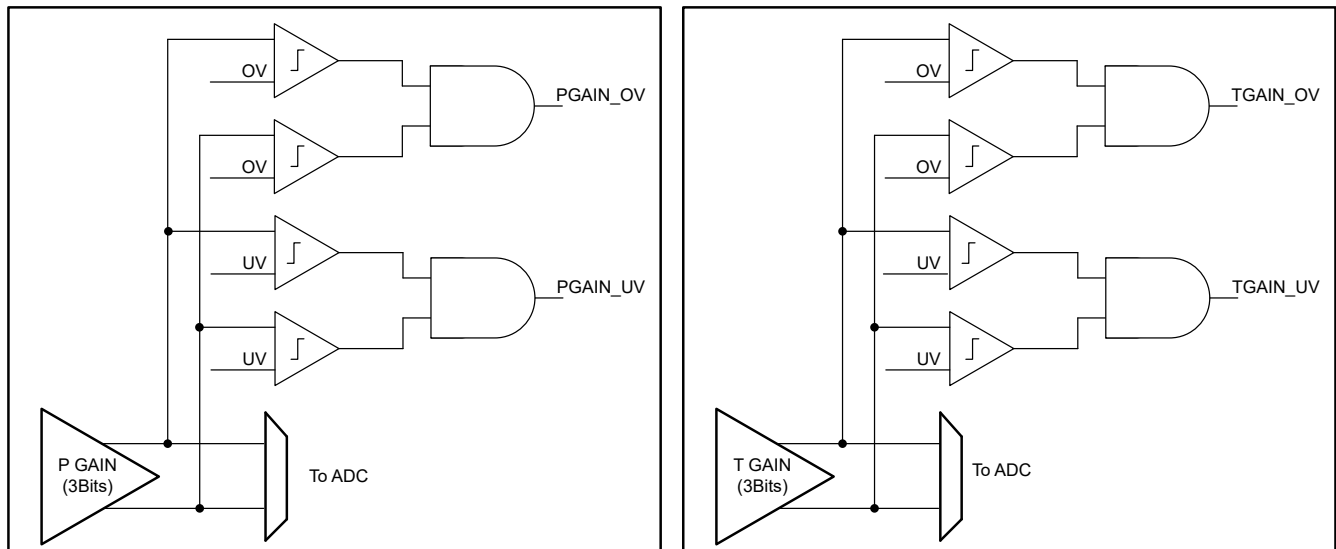 OV
PGAIN_OV
OV
UV
PGAIN_UV
UV
P GAIN
(3Bits)
To ADC
OV
TGAIN_OV
OV
UV
TGAIN_UV
UV
T GAIN
(3Bits)
To ADC